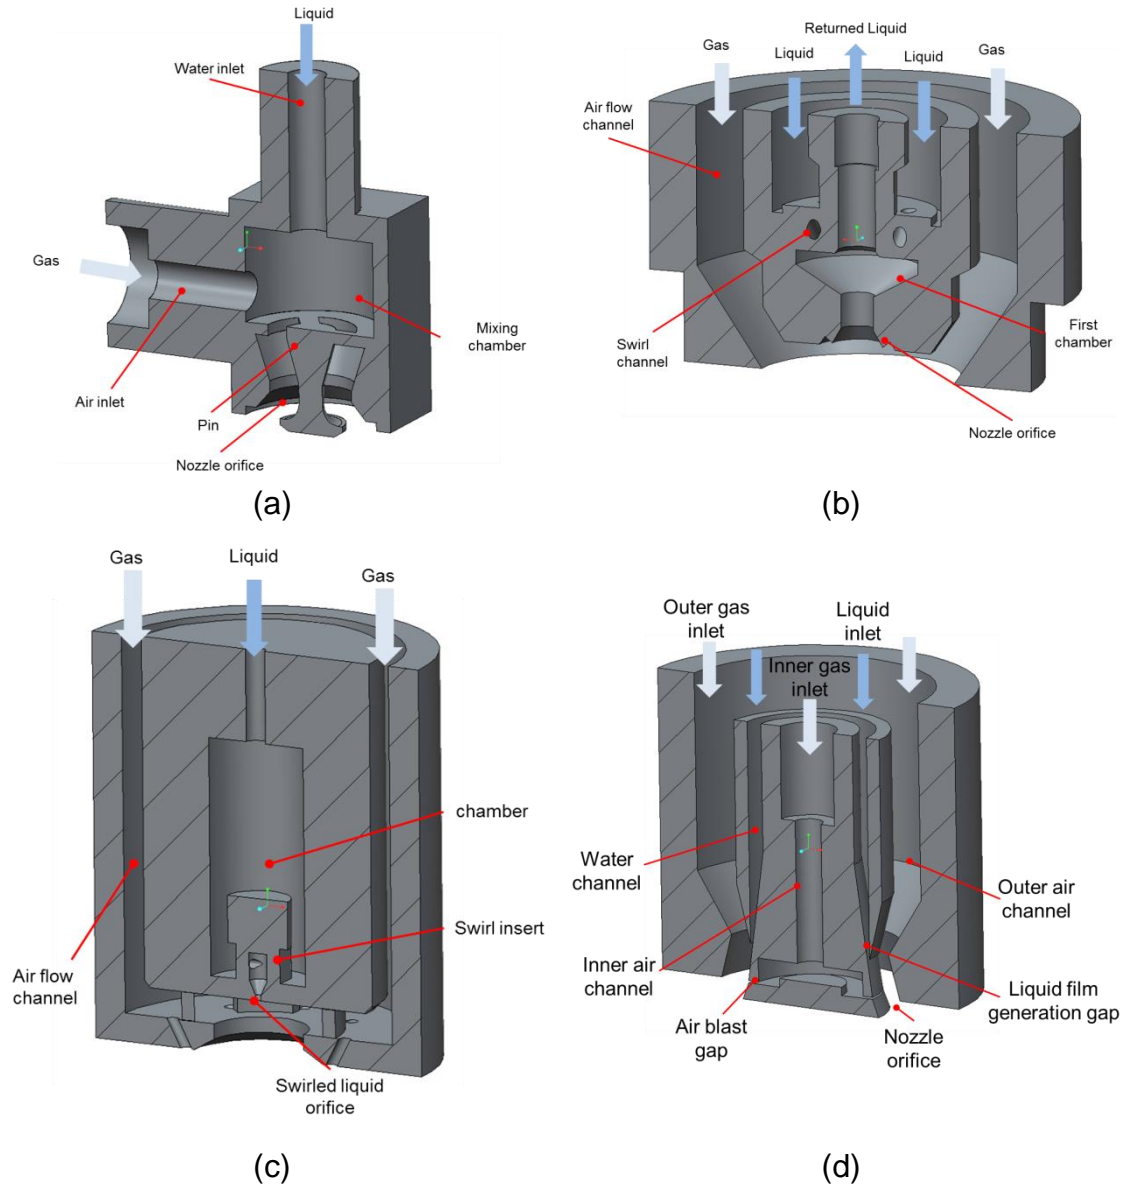 Liquid
Water inlet
Gas
Air inlet
Pin
Nozzle orifice
Mixing
chamber
(a)
Returned Liquid
Gas
Liquid
Liquid
Gas
Air flow
channel
Swirl
channel
First
chamber
Nozzle orifice
(b)
Gas
Liquid
Gas
chamber
Swirl insert
Air flow
channel
Swirled liquid
orifice
(c)
Outer gas
inlet
Liquid
inlet
Inner gas
inlet
Water
channel
Outer air
channel
Inner air
channel
Liquid film
generation gap
Air blast
gap
Nozzle
orifice
(d)